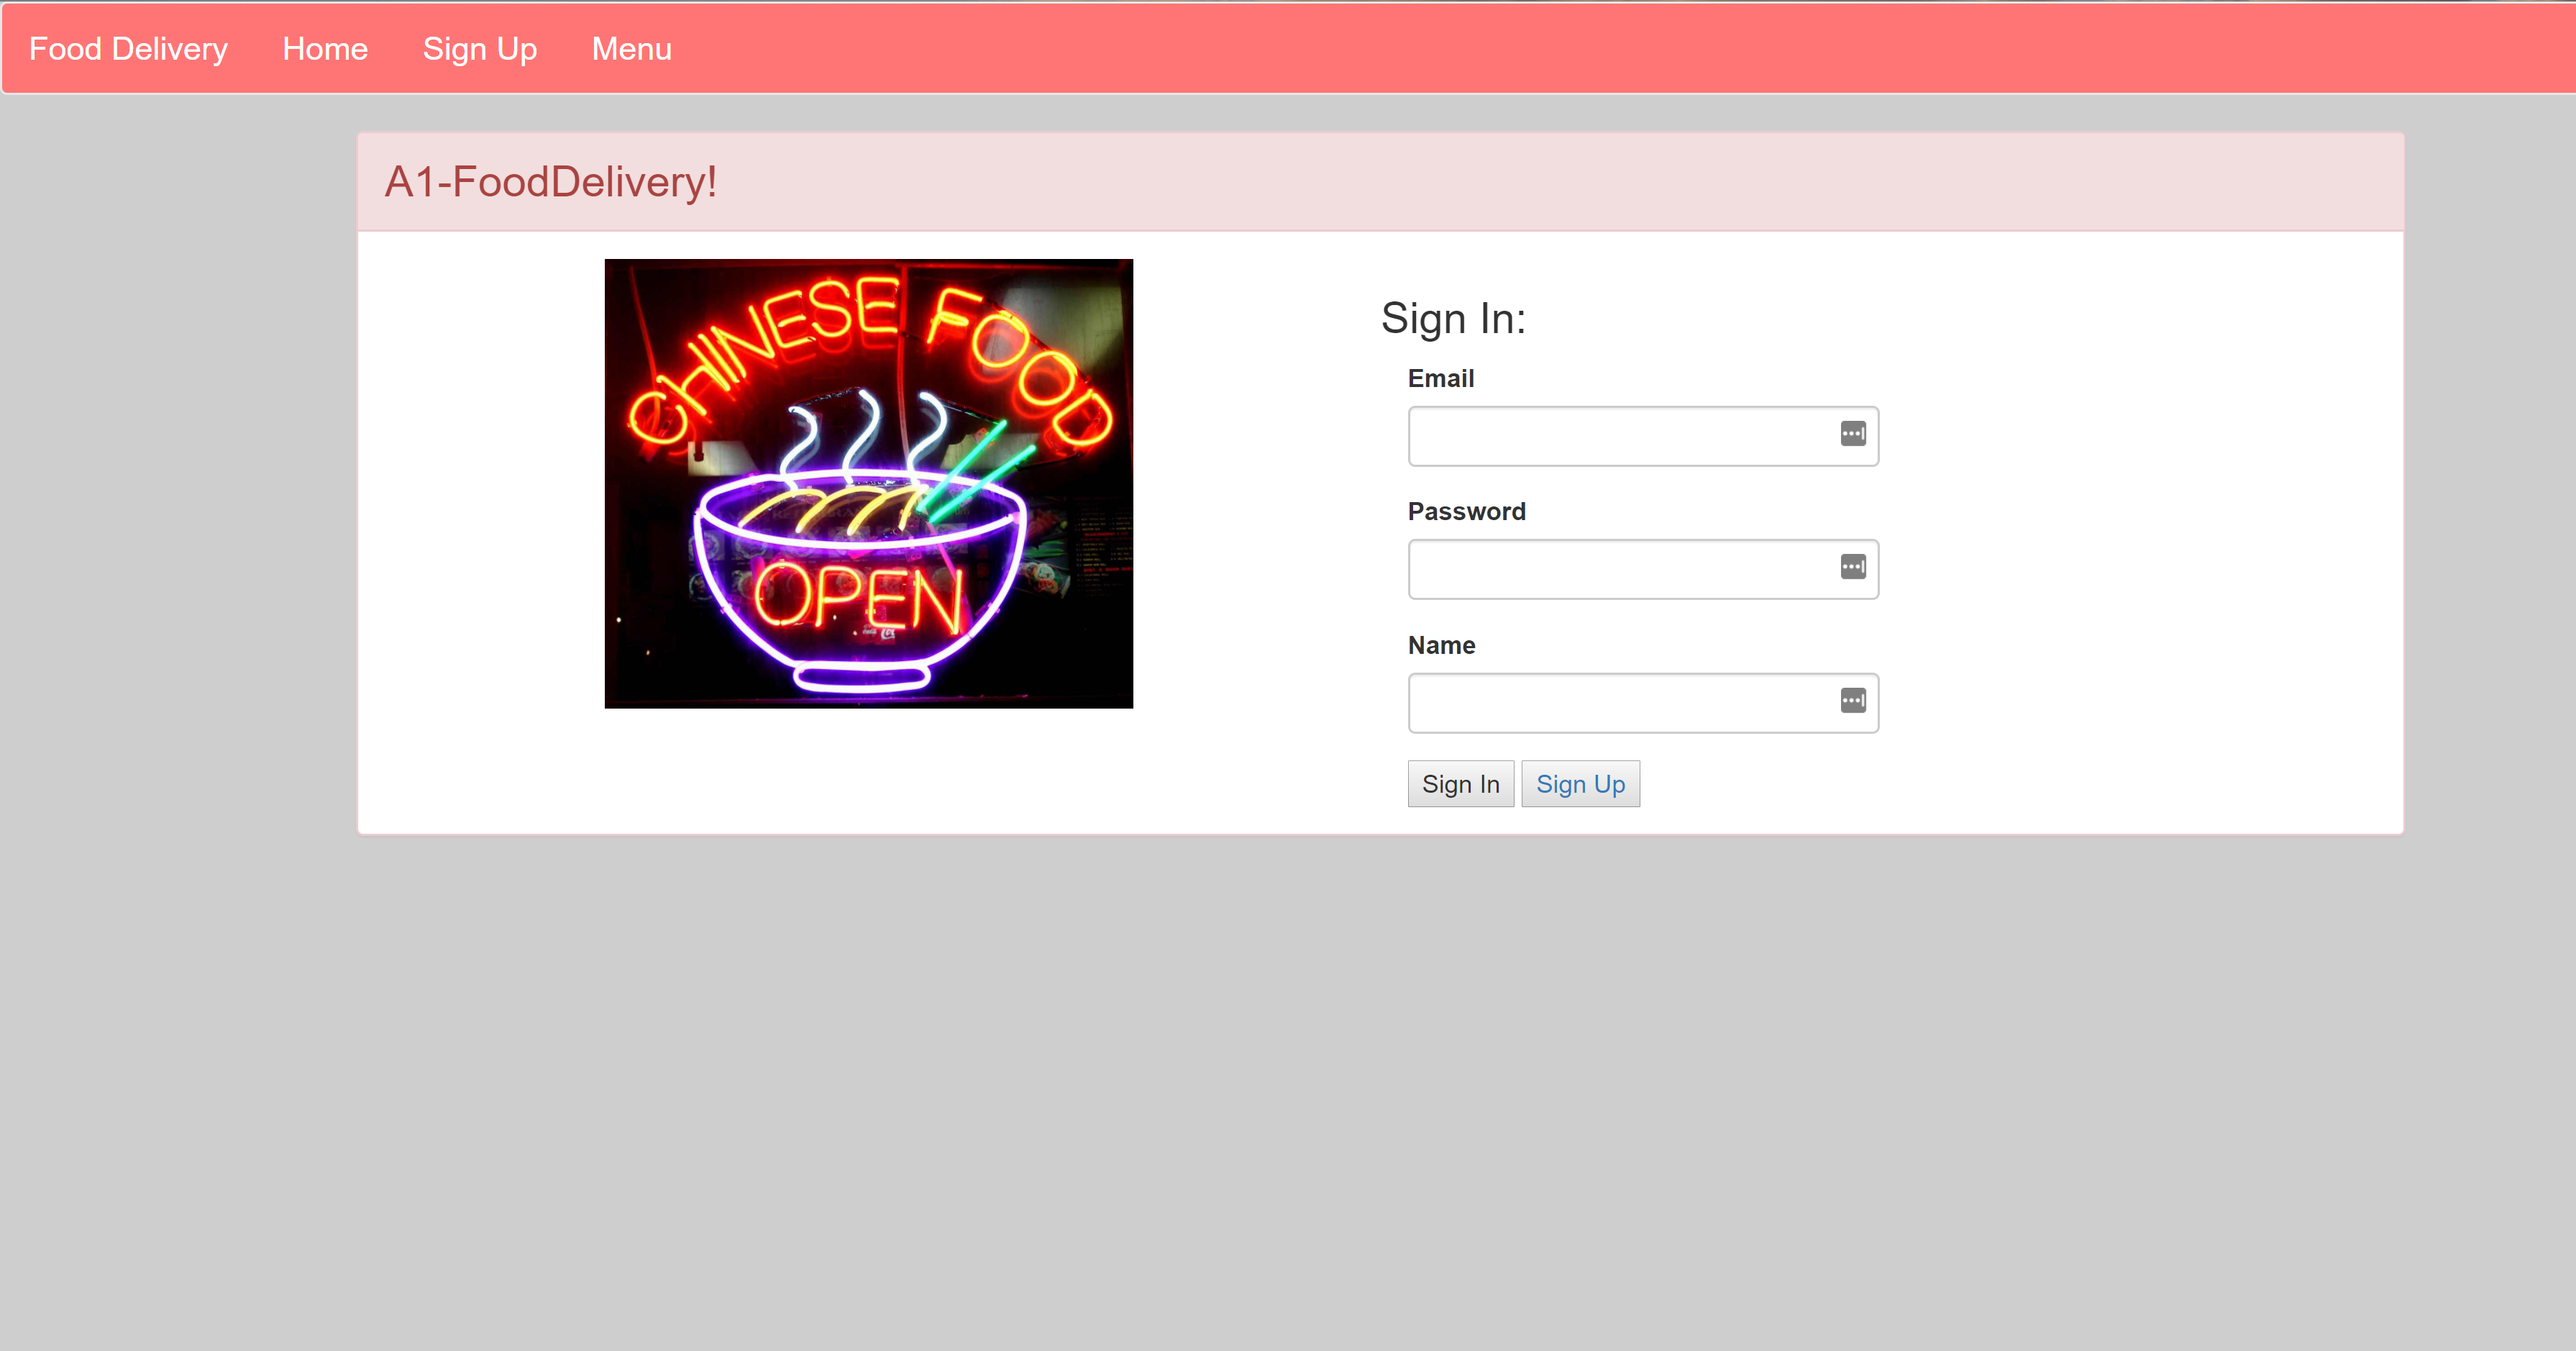 Food Delivery Home Sign Up Menu
A1-FoodDelivery!
CHINESE FOOD
OPEN
Sign In:
Email
Password
Name
Sign In Sign Up